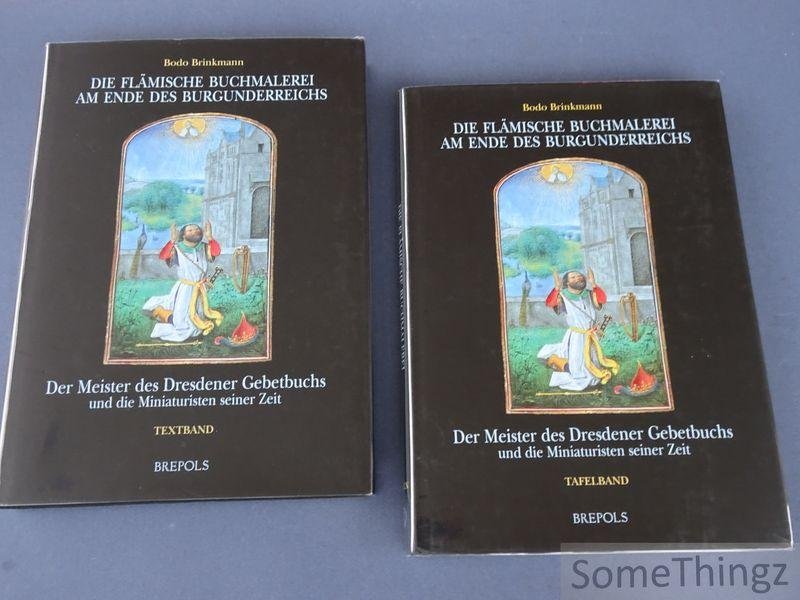 Bodo Brinkmann
DIE FLÄMISCHE BUCHMALEREI
AM ENDE DES BURGUNDERREICHS
Der Meister des Dresdener Gebetbuchs
und die Miniaturisten seiner Zeit
TEXTBAND
BREPOLS
Bodo Brinkmann
DIE FLÄMISCHE BUCHMALEREI
AM ENDE DES BURGUNDERREICHS
Der Meister des Dresdener Gebetbuchs
und die Miniaturisten seiner Zeit
TAFELBAND
BREPOLS
SomeThingz